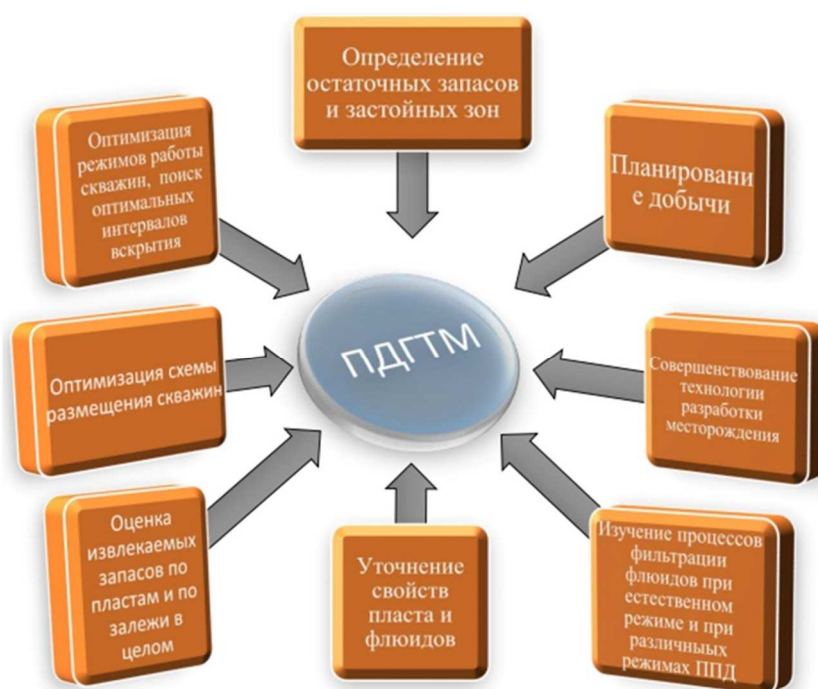 Определение
остаточных запасов
и застойных зон
Оптимизация
режимов работы
скважин, поиск
оптимальных
интервалов
вскрытия
Планировани
е добычи
ПДГТМ
Оптимизация схемы
размещения скважин
Совершенствование
технологии
разработки
месторождения
Оценка
извлекаемых
запасов по
пластам и по
залежи в
целом
Уточнение
свойств
пласта и
флюидов
Изучение процессов
фильтрации
флюидов при
естественном
режиме и при
различныых
режимах ППД